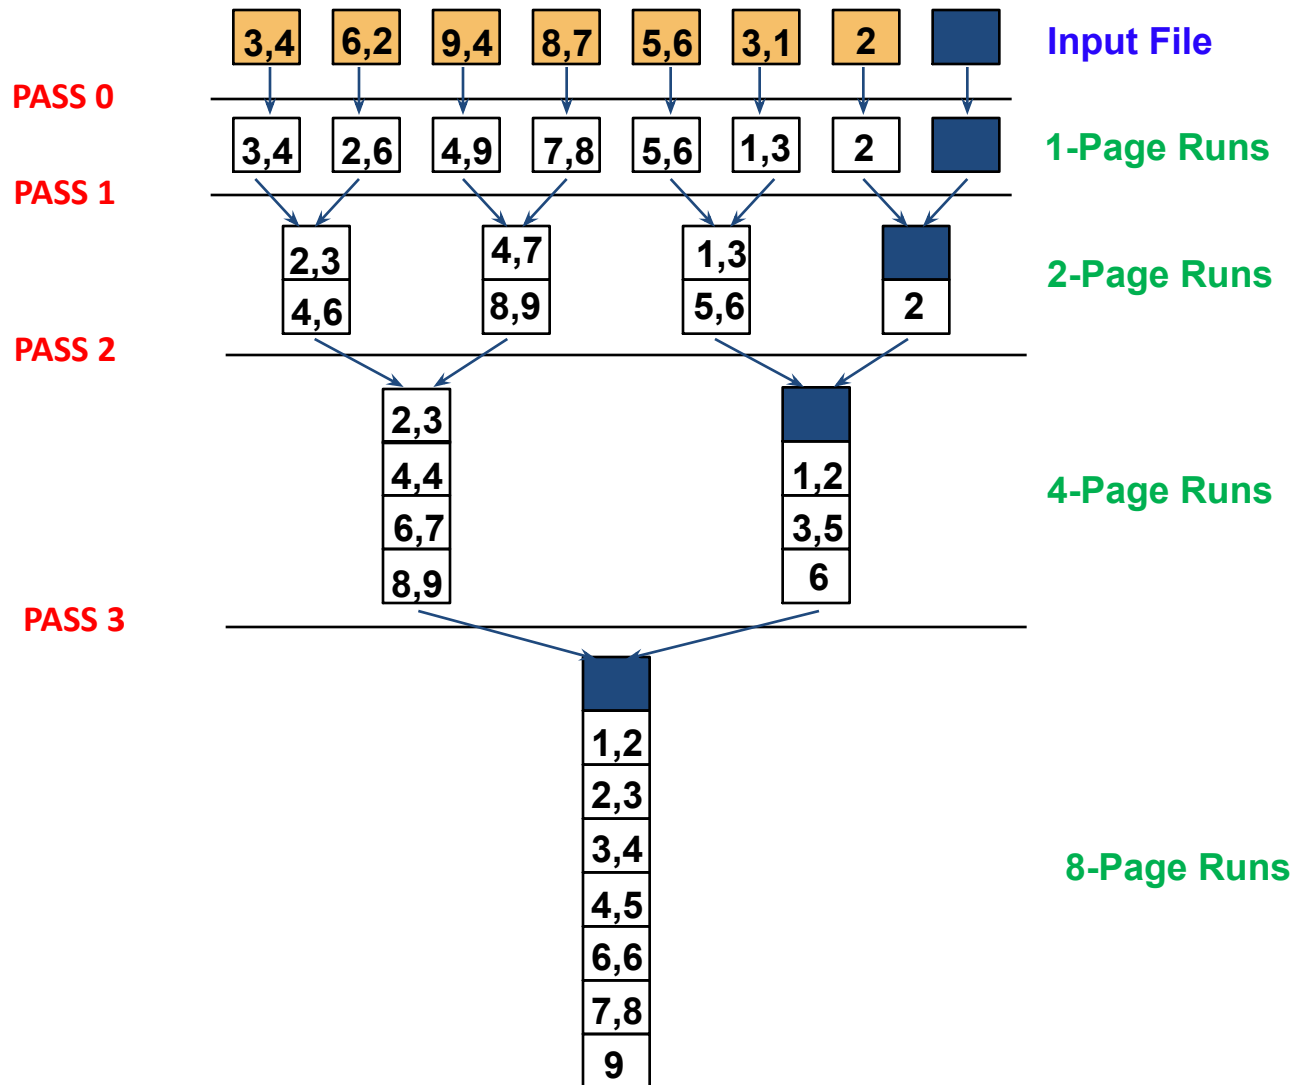 3,4 6,2 9,4 8,7 5,6 3,1 2 Input File
PASS 0
3,4 2,6 4,9 7,8 5,6 1,3 2 1-Page Runs
PASS 1
2,3 4,7 1,3
4,6 8,9 5,6 2
2-Page Runs
PASS 2
2,3
4,4 1,2
6,7 3,5
8,9 6
4-Page Runs
PASS 3
1,2
2,3
3,4
4,5
6,6
7,8
9
8-Page Runs